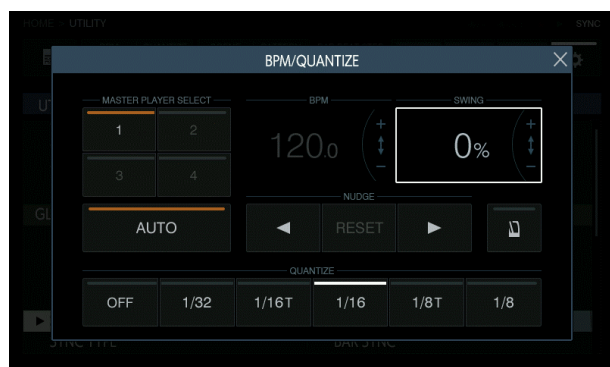 HOME > UTILITY SYNC
BPM/QUANTIZE
MASTER PLAYER SELECT BPM SWING
1 2
120.0 0%
3 4
NUDGE
AUTO RESET
QUANTIZE
OFF 1/32 1/16T 1/16 1/8T 1/8
SYNC TYPE BAR SYNC